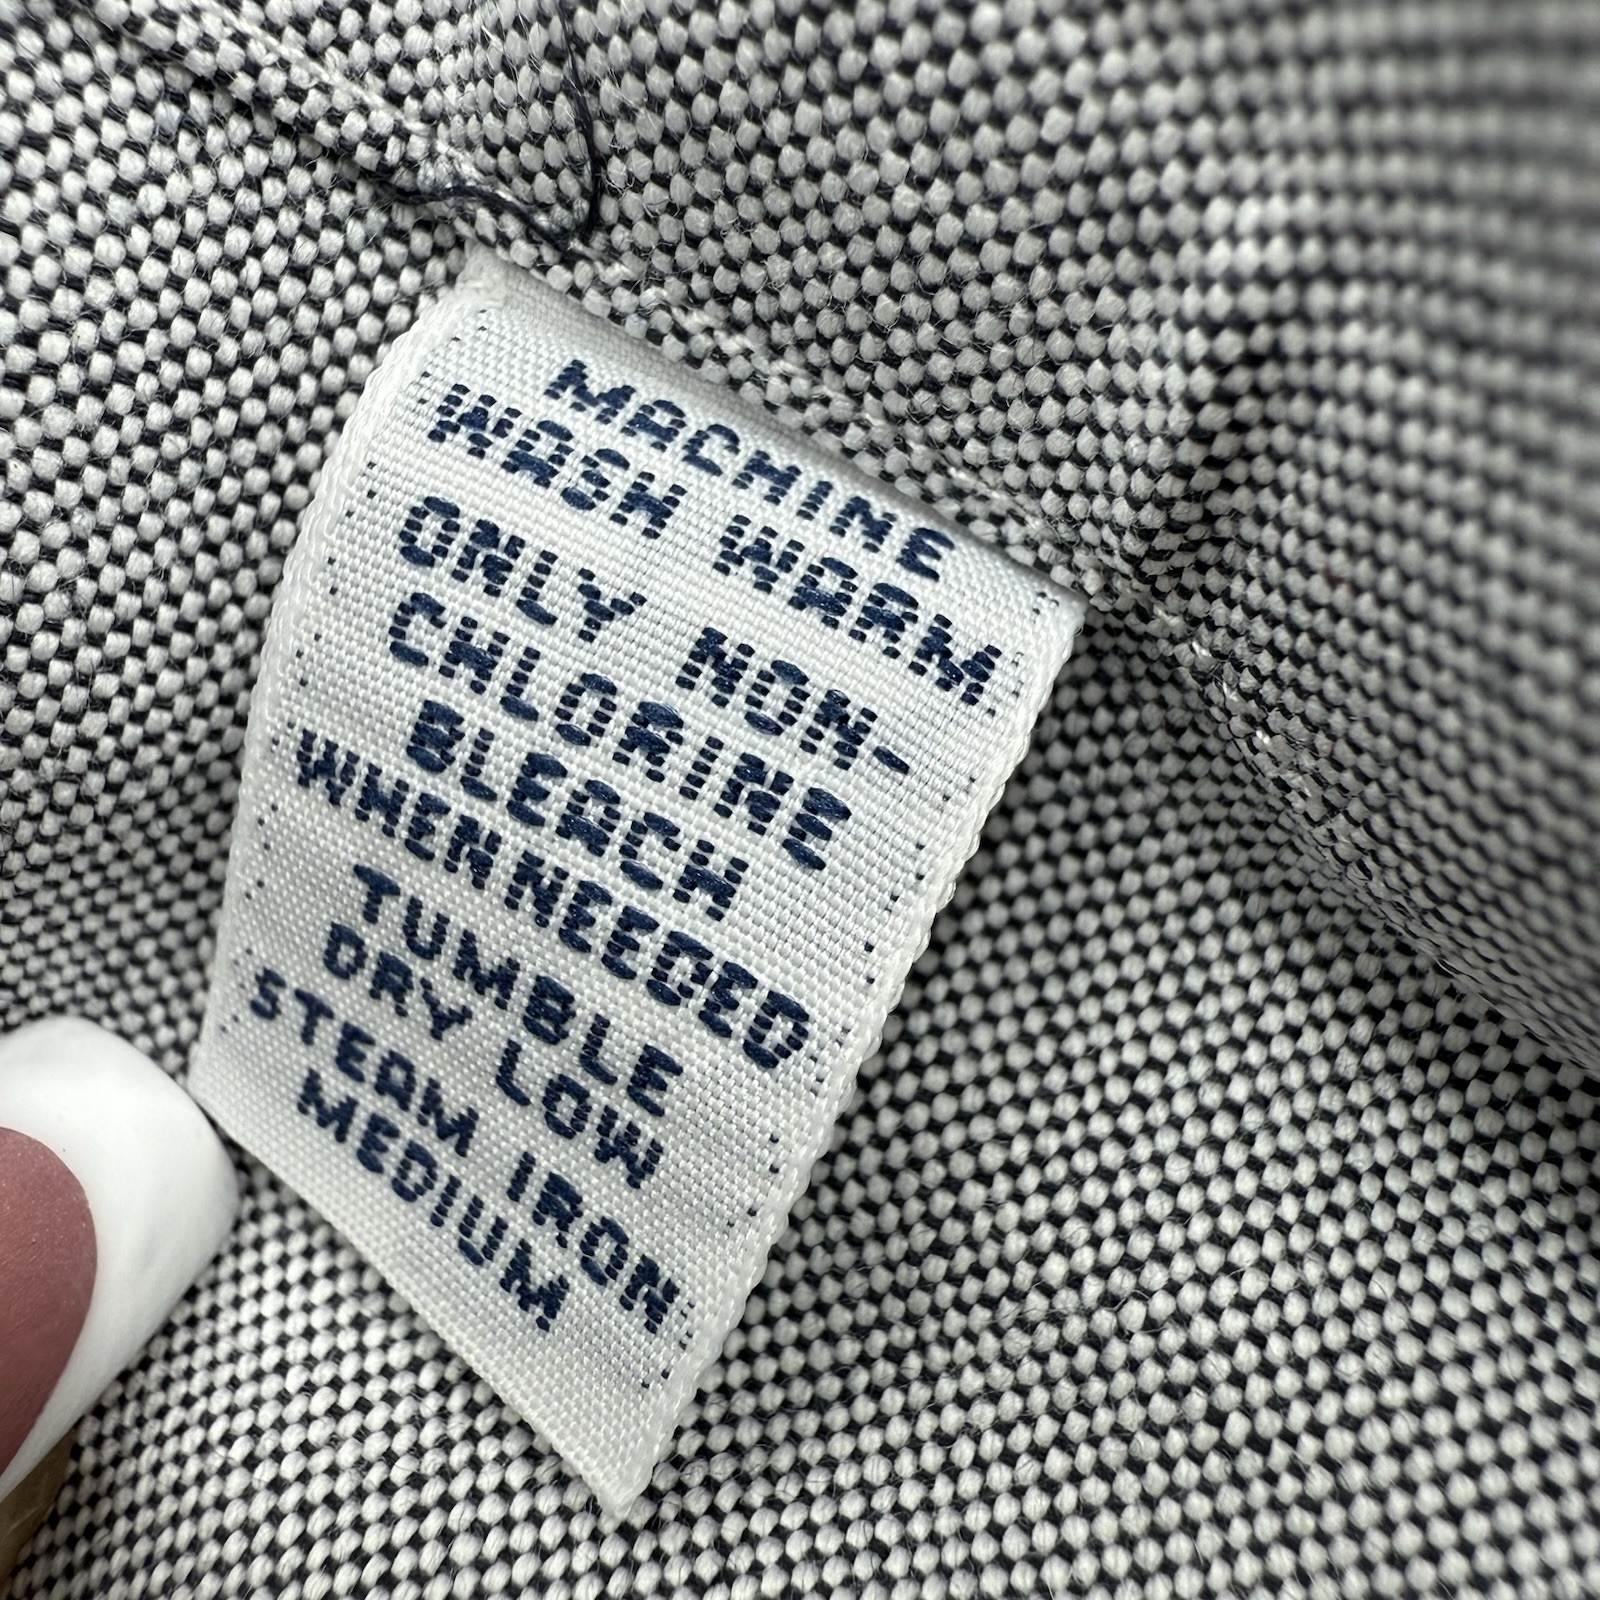 MACHINE
WASH WARM
ONLY NON-
CHLORINE
BLEACH
WHEN NEEDED
TUMBLE
DRY LOW
STEAM IRON
MEDIUM